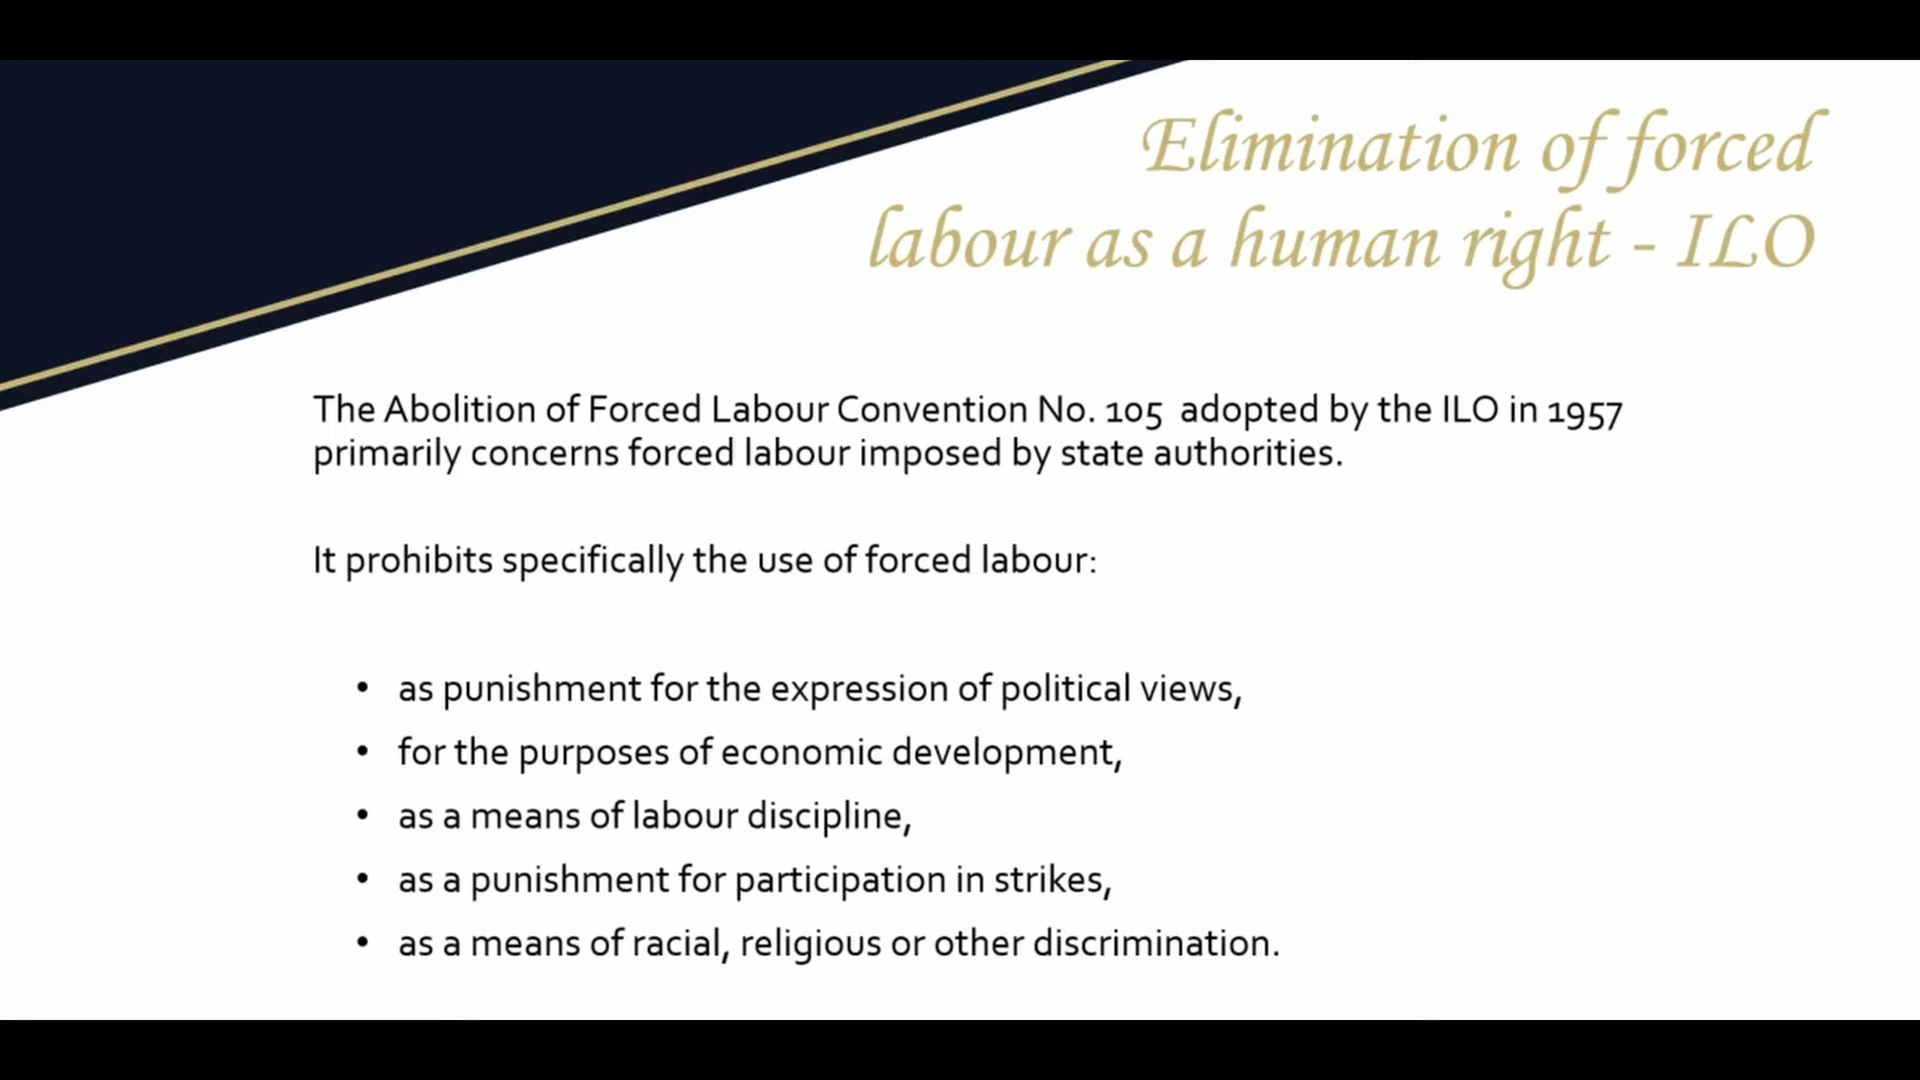 Elimination of forced
labour as a human right - ILO
The Abolition of Forced Labour Convention No. 105 adopted by the ILO in 1957
primarily concerns forced labour imposed by state authorities.
It prohibits specifically the use of forced labour:
• as punishment for the expression of political views,
• for the purposes of economic development,
• as a means of labour discipline,
• as a punishment for participation in strikes,
• as a means of racial, religious or other discrimination.